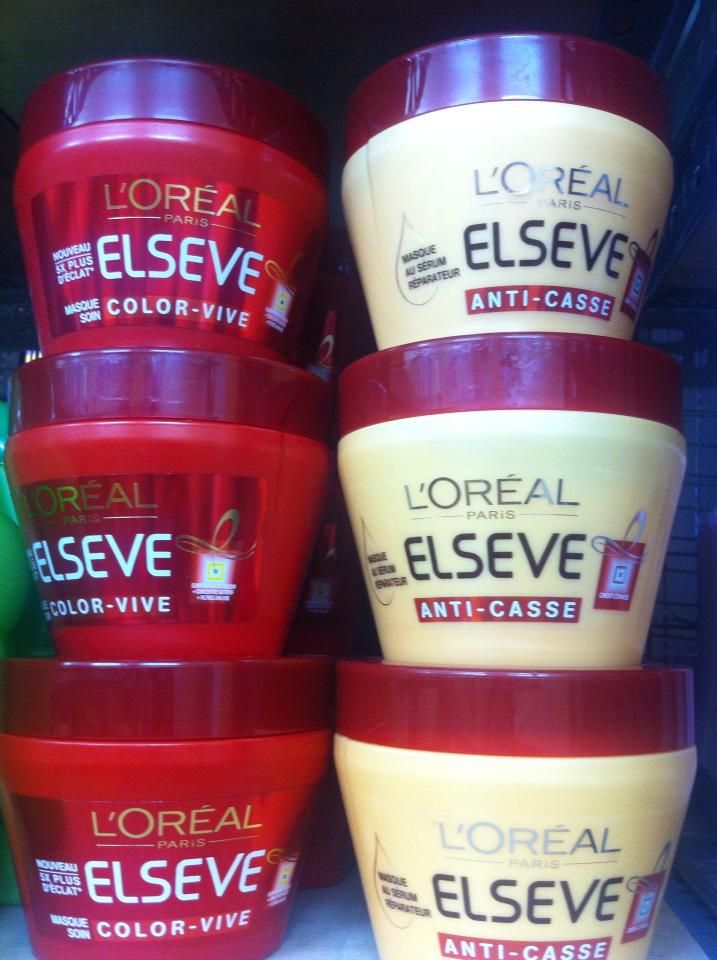 L'ORÉAL
PARIS
NOUVEAU
5X PLUS
D'ÉCLAT*
ELSEVE
MASQUE
SOIN
COLOR-VIVE
L'ORÉAL
PARIS
MASQUE
AU SÉRUM
RÉPARATEUR
ELSEVE
ANTI-CASSE
L'ORÉAL
PARIS
ELSEVE
COLOR-VIVE
L'ORÉAL
PARIS
MASQUE
AU SÉRUM
RÉPARATEUR
ELSEVE
ANTI-CASSE
CIMENT-CERAMIDE
L'ORÉAL
PARIS
NOUVEAU
5X PLUS
D'ÉCLAT*
ELSEVE
MASQUE
SOIN
COLOR-VIVE
L'ORÉAL
PARIS
MASQUE
AU SÉRUM
RÉPARATEUR
ELSEVE
ANTI-CASSE